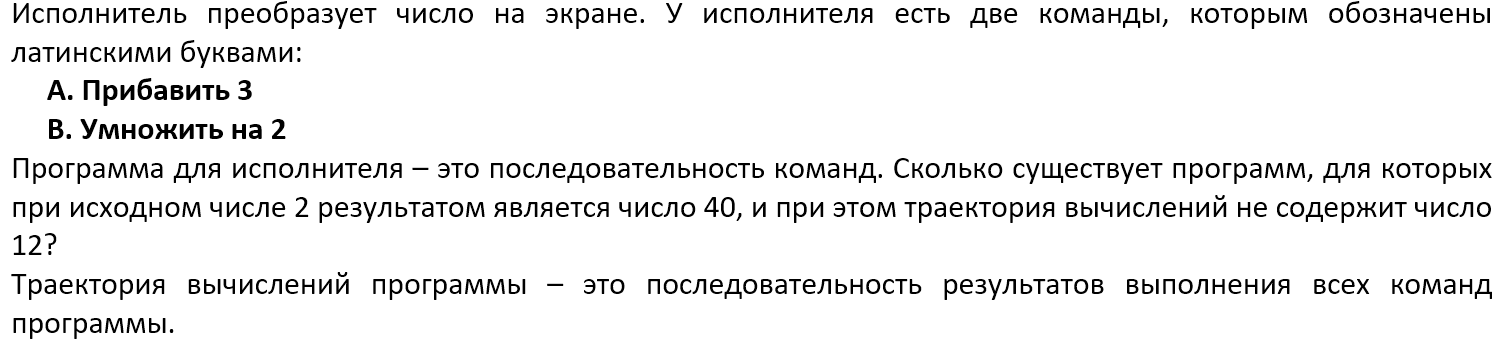 Исполнитель преобразует число на экране. У исполнителя есть две команды, которым обозначены
латинскими буквами:
A. Прибавить 3
B. Умножить на 2
Программа для исполнителя – это последовательность команд. Сколько существует программ, для которых
при исходном числе 2 результатом является число 40, и при этом траектория вычислений не содержит число
12?
Траектория вычислений программы – это последовательность результатов выполнения всех команд
программы.